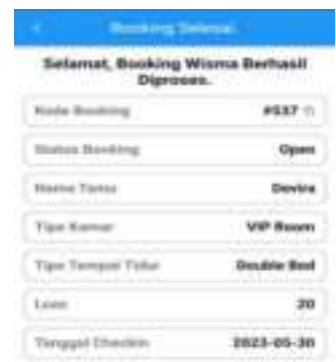 Booking Selesai
Selamat, Booking Wisma Berhasil
Diproses.
Kode Booking #537
Status Booking Open
Nama Tamu Devira
Tipe Kamar VIP Room
Tipe Tempat Tidur Double Bed
Luas 20
Tanggal Checkin 2023-05-30